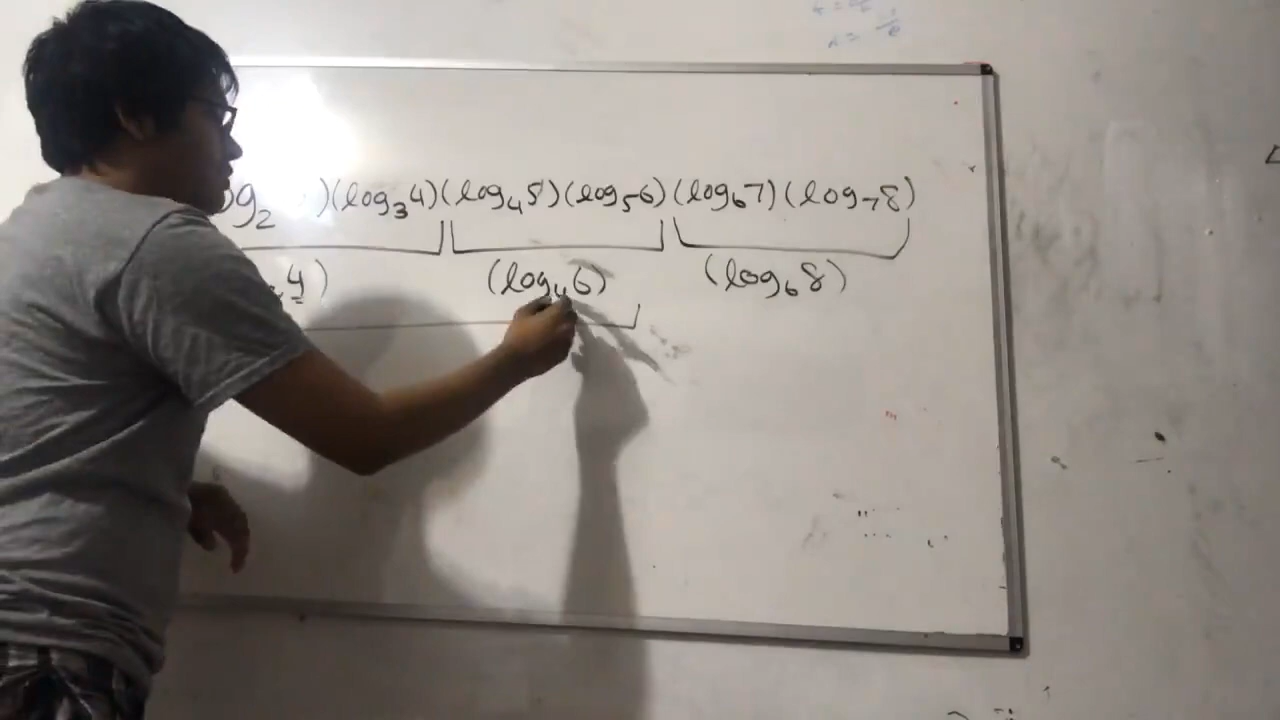 og₂ )(log₃4)(log₄5)(log₅6)(log₆7)(log₇8)
4) (log₄6) (log₆8)